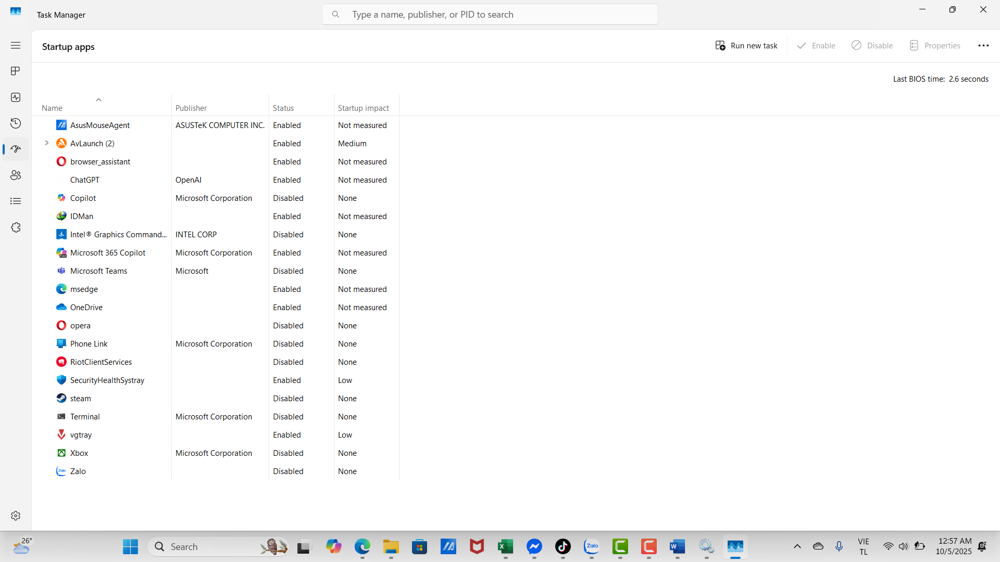 Task Manager
Type a name, publisher, or PID to search
Startup apps
Run new task
Enable
Disable
Properties
Last BIOS time: 2.6 seconds
Name Publisher Status Startup impact
AsusMouseAgent ASUSTeK COMPUTER INC. Enabled Not measured
AvLaunch (2) Enabled Medium
browser_assistant Enabled Not measured
ChatGPT OpenAI Enabled Not measured
Copilot Microsoft Corporation Disabled None
IDMan Enabled Not measured
Intel® Graphics Command... INTEL CORP Disabled None
Microsoft 365 Copilot Microsoft Corporation Enabled Not measured
Microsoft Teams Microsoft Disabled None
msedge Enabled Not measured
OneDrive Enabled Not measured
opera Disabled None
Phone Link Microsoft Corporation Disabled None
RiotClientServices Disabled None
SecurityHealthSystray Enabled Low
steam Disabled None
Terminal Microsoft Corporation Disabled None
vgtray Enabled Low
Xbox Microsoft Corporation Disabled None
Zalo Disabled None
26°
Search
Zalo
VIE
TL
12:57 AM
10/5/2025